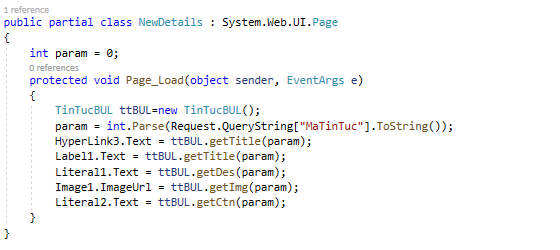 1 reference
public partial class NewDetails : System.Web.UI.Page
{
int param = 0;
0 references
protected void Page_Load(object sender, EventArgs e)
{
TinTucBUL ttBUL=new TinTucBUL();
param = int.Parse(Request.QueryString["MaTinTuc"].ToString());
HyperLink3.Text = ttBUL.getTitle(param);
Label1.Text = ttBUL.getTitle(param);
Literal1.Text = ttBUL.getDes(param);
Image1.ImageUrl = ttBUL.getImg(param);
Literal2.Text = ttBUL.getCtn(param);
}
}